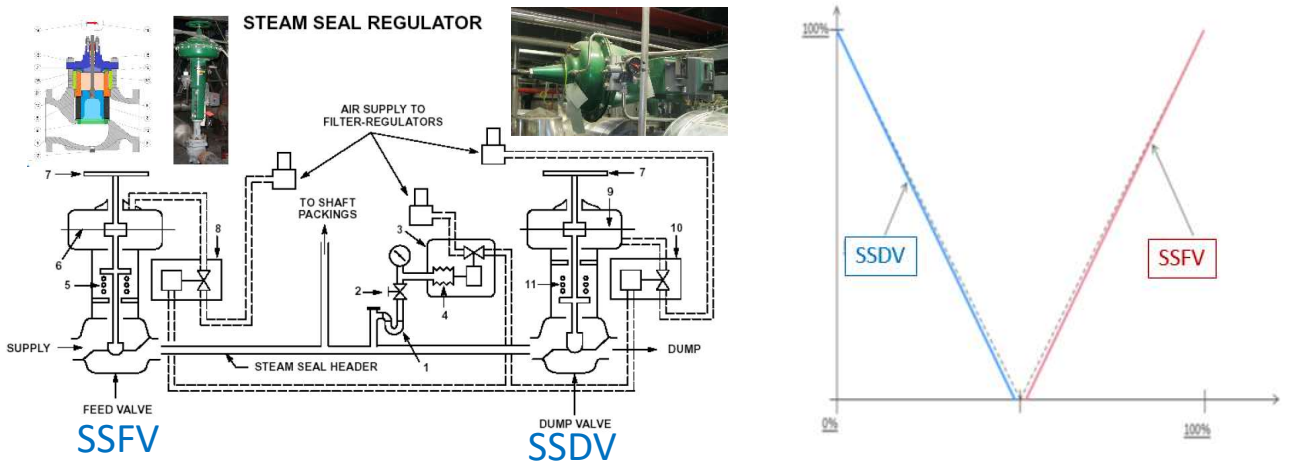 STEAM SEAL REGULATOR
AIR SUPPLY TO
FILTER-REGULATORS
TO SHAFT
PACKINGS
7
7
9
3
8
10
6
2
5
4
11
1
SUPPLY
DUMP
STEAM SEAL HEADER
FEED VALVE
DUMP VALVE
SSFV
SSDV
100%
SSDV
SSFV
0%
100%